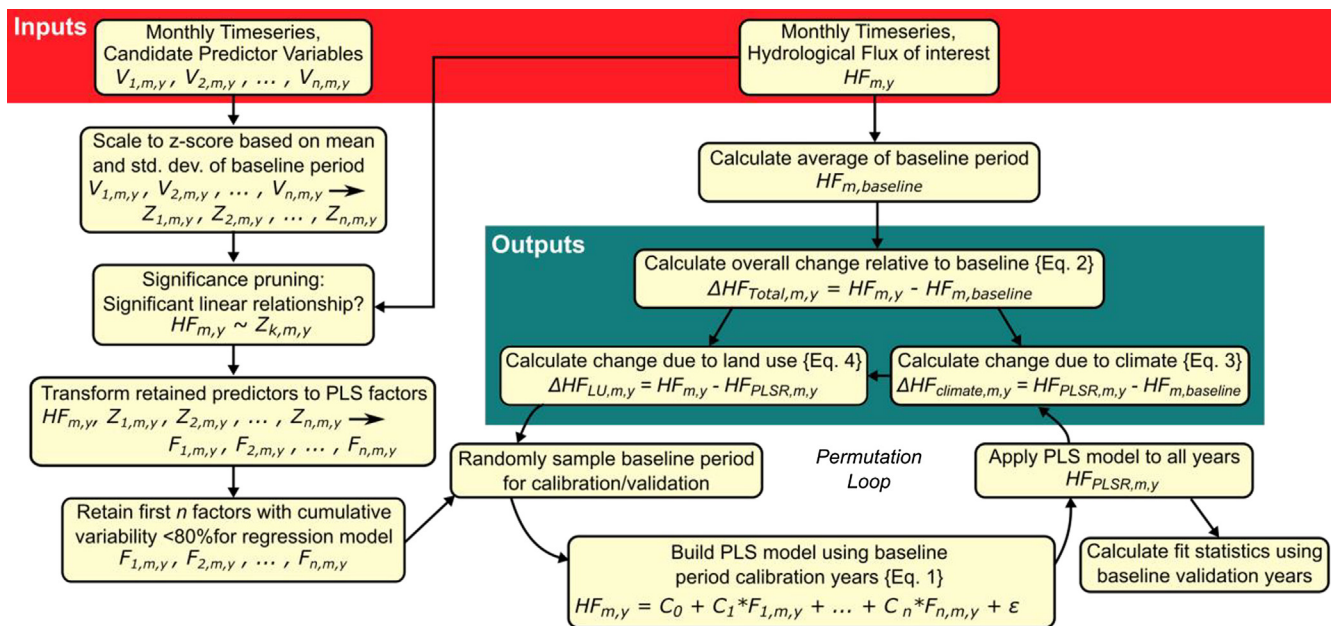 Inputs
Monthly Timeseries,
Candidate Predictor Variables
V1,m,y, V2,m,y, ... , Vn,m,y
Monthly Timeseries,
Hydrological Flux of interest
HFm,y
Scale to z-score based on mean
and std. dev. of baseline period
V1,m,y, V2,m,y, ... , Vn,m,y →
Z1,m,y, Z2,m,y, ... , Zn,m,y
Calculate average of baseline period
HFm,baseline
Significance pruning:
Significant linear relationship?
HFm,y ~ Zk,m,y
Outputs
Calculate overall change relative to baseline {Eq. 2}
ΔHFTotal,m,y = HFm,y - HFm,baseline
Calculate change due to land use {Eq. 4}
ΔHFLU,m,y = HFm,y - HFPLSR,m,y
Calculate change due to climate {Eq. 3}
ΔHFclimate,m,y = HFPLSR,m,y - HFm,baseline
Transform retained predictors to PLS factors
HFm,y, Z1,m,y, Z2,m,y, ... , Zn,m,y →
F1,m,y, F2,m,y, ... , Fn,m,y
Retain first n factors with cumulative
variability <80%for regression model
F1,m,y, F2,m,y, ... , Fn,m,y
Randomly sample baseline period
for calibration/validation
Permutation
Loop
Apply PLS model to all years
HFPLSR,m,y
Build PLS model using baseline
period calibration years {Eq. 1}
HFm,y = C0 + C1*F1,m,y + ... + Cn*Fn,m,y + ε
Calculate fit statistics using
baseline validation years